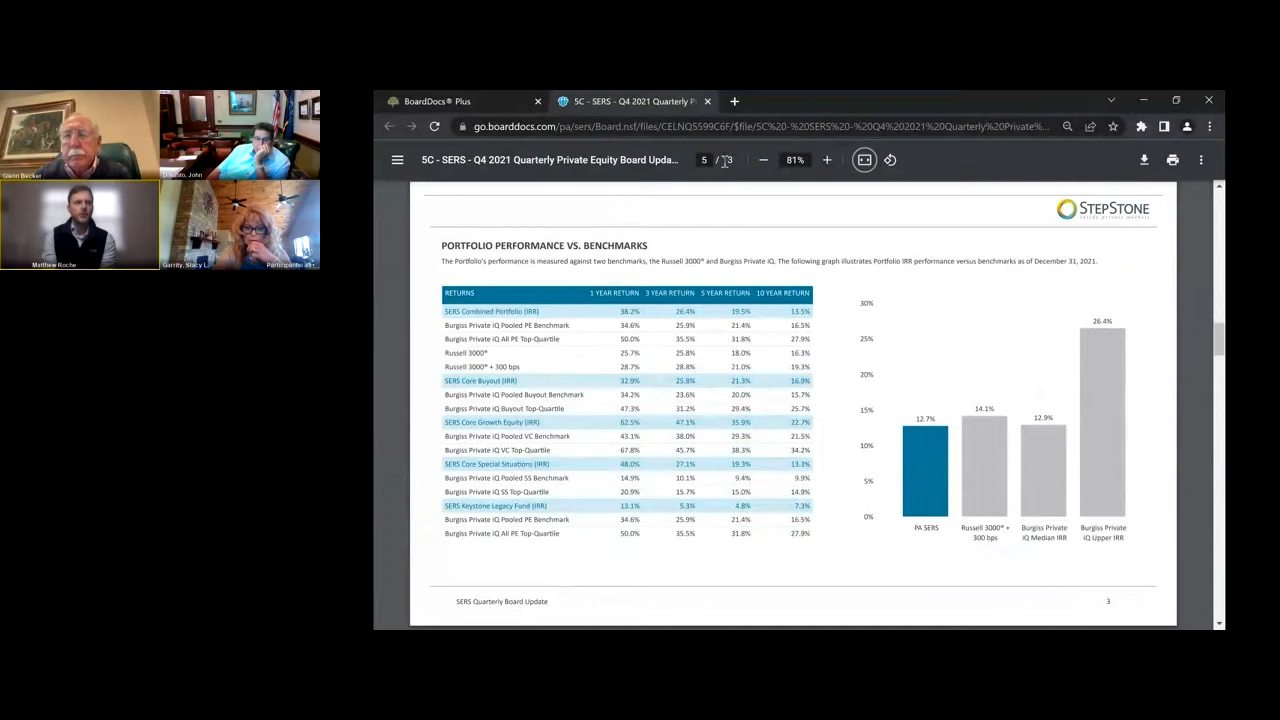 Glenn Becker
DiSanto, John
Matthew Roche
Garrity, Stacy L.
BoardDocs® Plus
5C - SERS - Q4 2021 Quarterly P
go.boarddocs.com/pa/sers/Board.nsf/files/CELNQ5599C6F/$file/5C%20-%20SERS%20-%20Q4%202021%20Quarterly%20Private%...
5C - SERS - Q4 2021 Quarterly Private Equity Board Upda...
5 /
81%
STEPSTONE
PORTFOLIO PERFORMANCE VS. BENCHMARKS
The Portfolio's performance is measured against two benchmarks, the Russell 3000® and Burgiss Private iQ. The following graph illustrates Portfolio IRR performance versus benchmarks as of December 31, 2021.
RETURNS 1 YEAR RETURN 3 YEAR RETURN 5 YEAR RETURN 10 YEAR RETURN
SERS Combined Portfolio (IRR) 38.2% 26.4% 19.5% 13.5%
Burgiss Private iQ Pooled PE Benchmark 34.6% 25.9% 21.4% 16.5%
Burgiss Private iQ All PE Top-Quartile 50.0% 35.5% 31.8% 27.9%
Russell 3000® 25.7% 25.8% 18.0% 16.3%
Russell 3000® + 300 bps 28.7% 28.8% 21.0% 19.3%
SERS Core Buyout (IRR) 32.9% 25.8% 21.3% 16.9%
Burgiss Private iQ Pooled Buyout Benchmark 34.2% 23.6% 20.0% 15.7%
Burgiss Private iQ Buyout Top-Quartile 47.3% 31.2% 29.4% 25.7%
SERS Core Growth Equity (IRR) 62.5% 47.1% 35.9% 22.7%
Burgiss Private iQ Pooled VC Benchmark 43.1% 38.0% 29.3% 21.5%
Burgiss Private iQ VC Top-Quartile 67.8% 45.7% 38.3% 34.2%
SERS Core Special Situations (IRR) 48.0% 27.1% 19.3% 13.3%
Burgiss Private iQ Pooled SS Benchmark 14.9% 10.1% 9.4% 9.9%
Burgiss Private iQ SS Top-Quartile 20.9% 15.7% 15.0% 14.9%
SERS Keystone Legacy Fund (IRR) 13.1% 5.3% 4.8% 7.3%
Burgiss Private iQ Pooled PE Benchmark 34.6% 25.9% 21.4% 16.5%
Burgiss Private iQ All PE Top-Quartile 50.0% 35.5% 31.8% 27.9%
30%
25%
20%
15%
10%
5%
0%
12.7%
14.1%
12.9%
26.4%
PA SERS
Russell 3000® +
300 bps
Burgiss Private
iQ Median IRR
Burgiss Private
iQ Upper IRR
SERS Quarterly Board Update
3